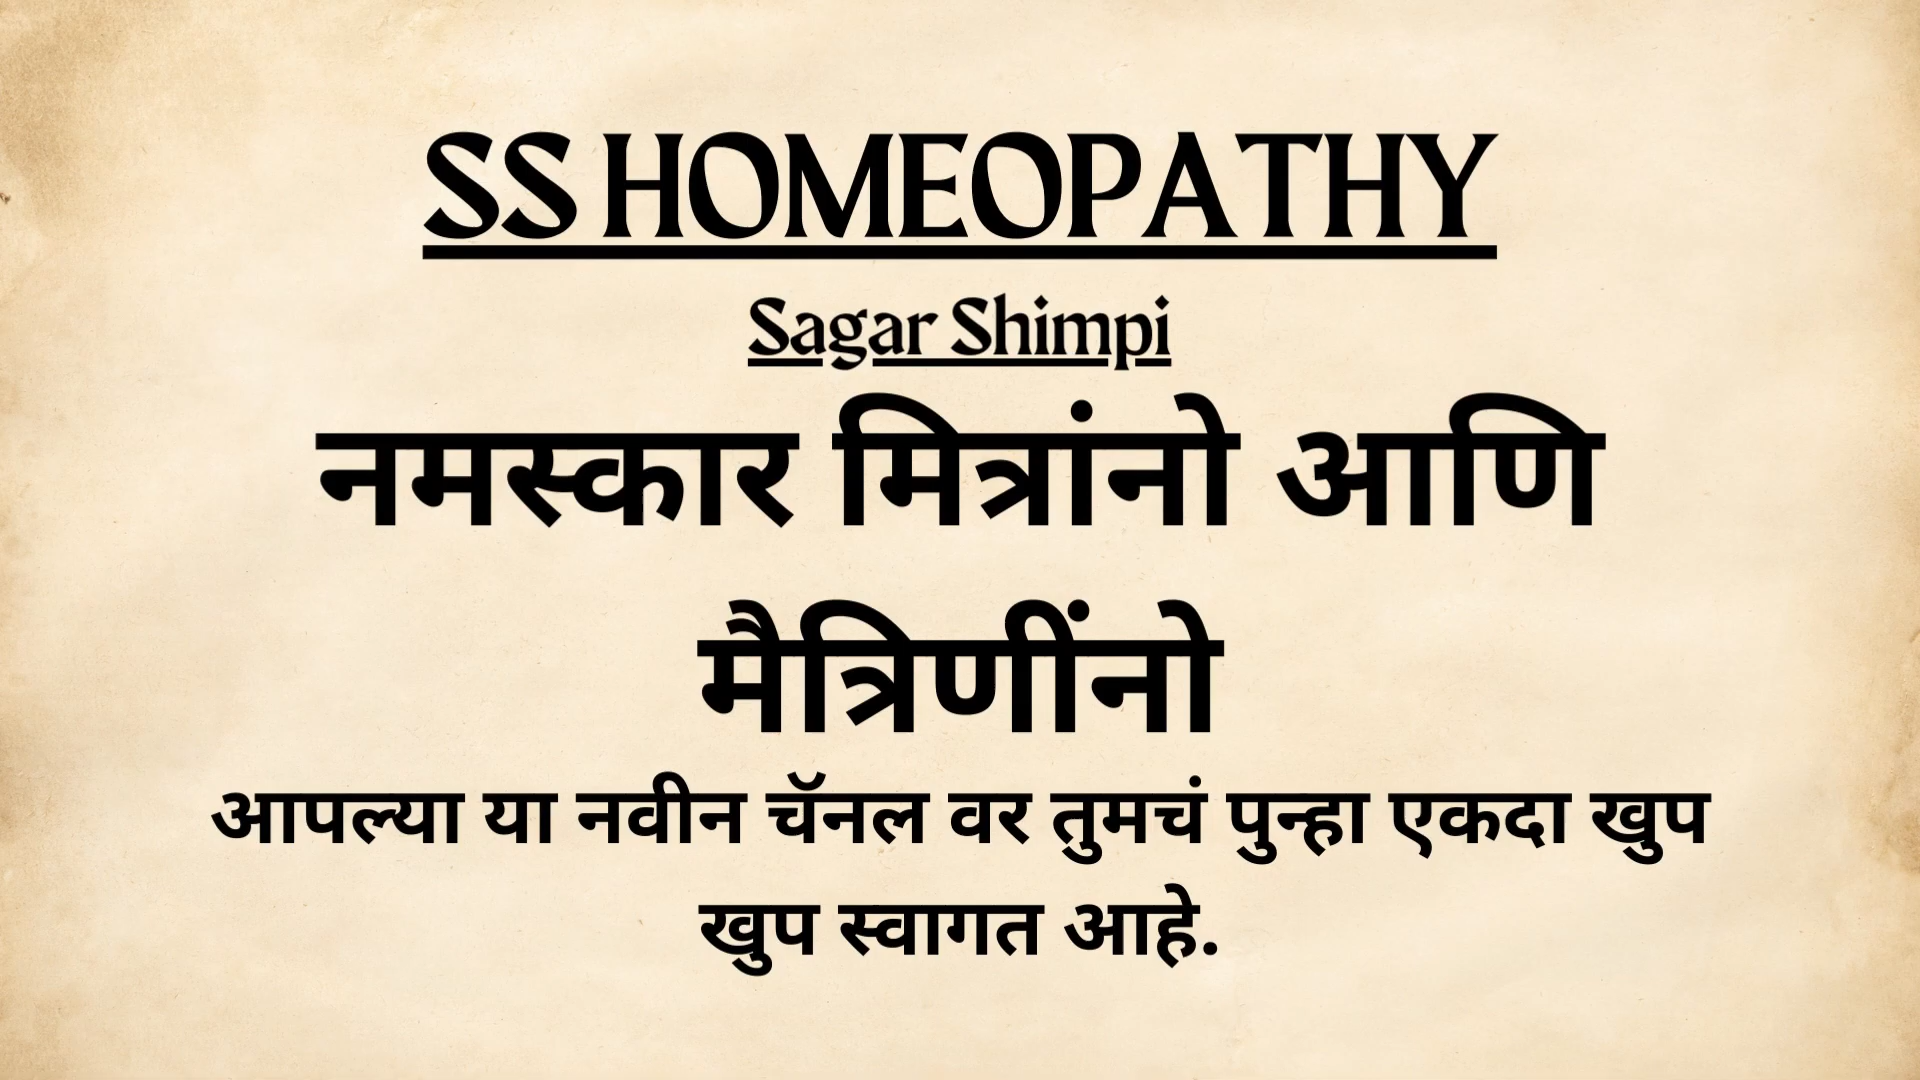 SS HOMEOPATHY
Sagar Shimpi
नमस्कार मित्रांनो आणि
मैत्रिणींनो
आपल्या या नवीन चॅनल वर तुमचं पुन्हा एकदा खुप
खुप स्वागत आहे.